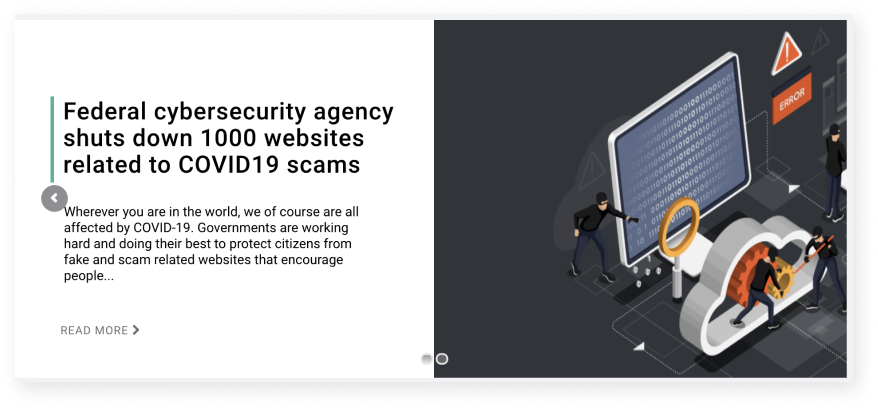 Federal cybersecurity agency
shuts down 1000 websites
related to COVID19 scams
Wherever you are in the world, we of course are all
affected by COVID-19. Governments are working
hard and doing their best to protect citizens from
fake and scam related websites that encourage
people...
READ MORE
ERROR